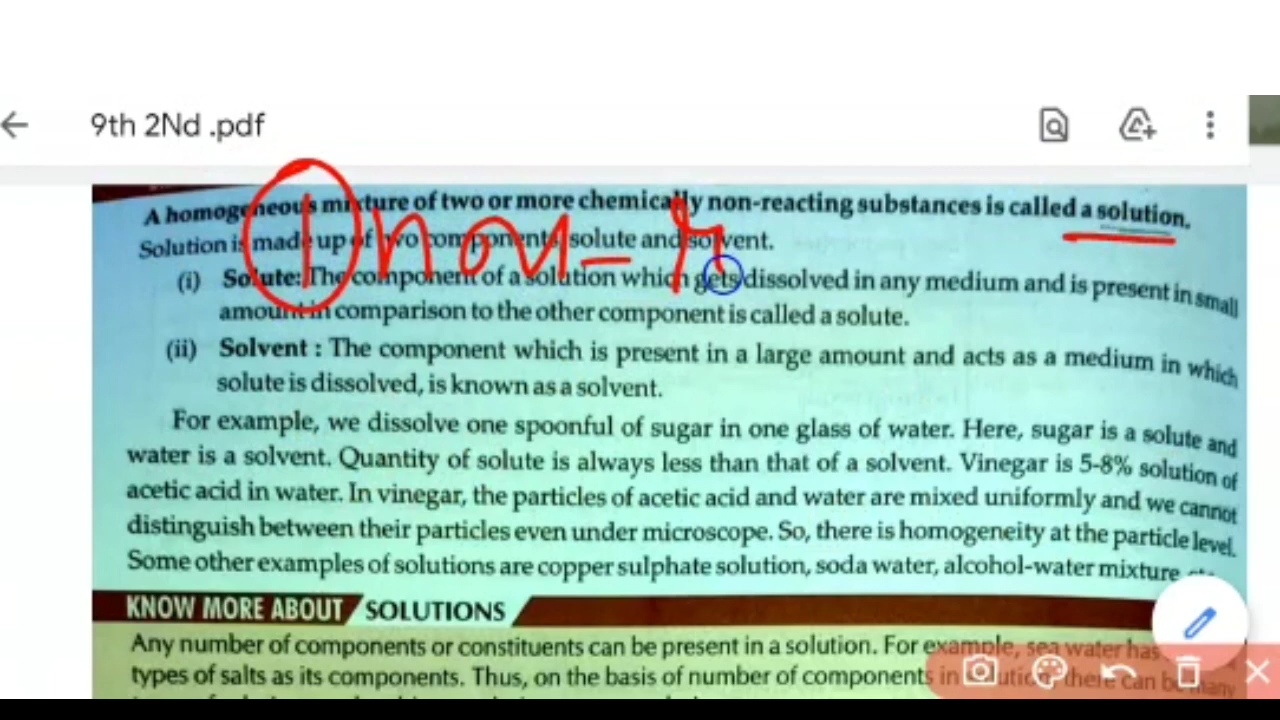 9th 2Nd .pdf
A homogeneous mixture of two or more chemically non-reacting substances is called a solution.
Solution is made up of two components, solute and solvent.
(i) Solute: The component of a solution which gets dissolved in any medium and is present in small
amount in comparison to the other component is called a solute.
(ii) Solvent : The component which is present in a large amount and acts as a medium in which
solute is dissolved, is known as a solvent.
For example, we dissolve one spoonful of sugar in one glass of water. Here, sugar is a solute and
water is a solvent. Quantity of solute is always less than that of a solvent. Vinegar is 5-8% solution of
acetic acid in water. In vinegar, the particles of acetic acid and water are mixed uniformly and we cannot
distinguish between their particles even under microscope. So, there is homogeneity at the particle level.
Some other examples of solutions are copper sulphate solution, soda water, alcohol-water mixture
KNOW MORE ABOUT SOLUTIONS
Any number of components or constituents can be present in a solution. For example, sea water has
types of salts as its components. Thus, on the basis of number of components in solution, there can be many